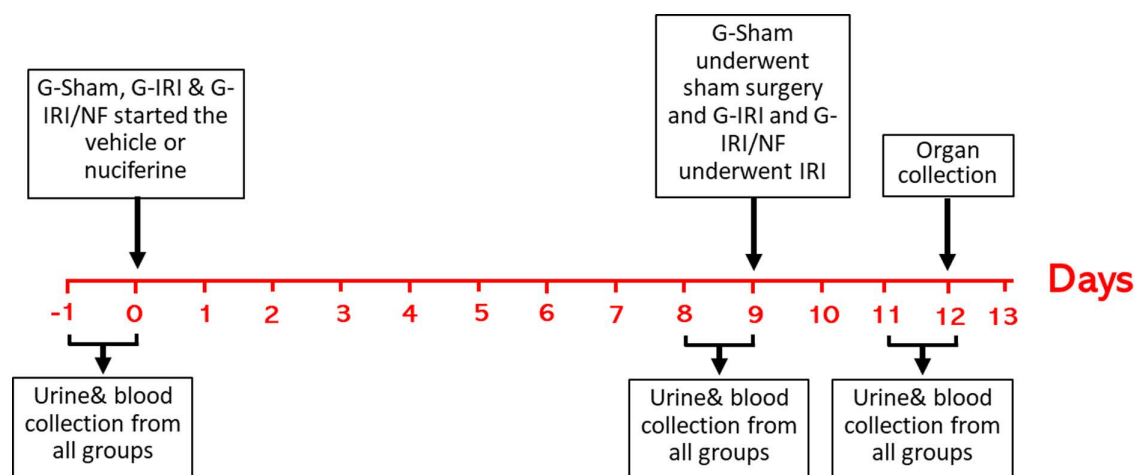 G-Sham, G-IRI & G-
IRI/NF started the
vehicle or
nuciferine
G-Sham
underwent
sham surgery
and G-IRI and G-
IRI/NF
underwent IRI
Organ
collection
Days
-1 0 1 2 3 4 5 6 7 8 9 10 11 12 13
Urine& blood
collection from
all groups
Urine& blood
collection from
all groups
Urine& blood
collection from
all groups